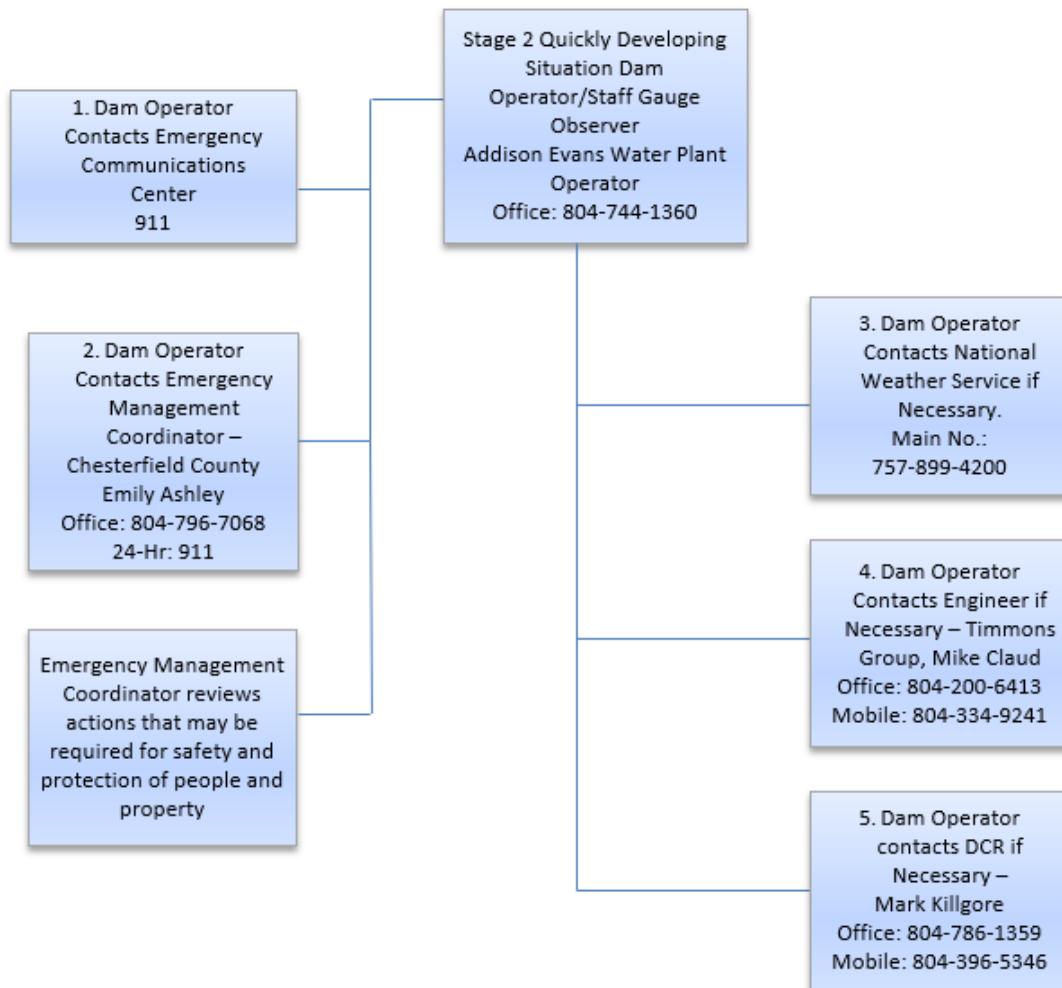 Stage 2 Quickly Developing
Situation Dam
Operator/Staff Gauge
Observer
Addison Evans Water Plant
Operator
Office: 804-744-1360
1. Dam Operator
Contacts Emergency
Communications
Center
911
2. Dam Operator
Contacts Emergency
Management
Coordinator –
Chesterfield County
Emily Ashley
Office: 804-796-7068
24-Hr: 911
Emergency Management
Coordinator reviews
actions that may be
required for safety and
protection of people and
property
3. Dam Operator
Contacts National
Weather Service if
Necessary.
Main No.:
757-899-4200
4. Dam Operator
Contacts Engineer if
Necessary – Timmons
Group, Mike Claud
Office: 804-200-6413
Mobile: 804-334-9241
5. Dam Operator
contacts DCR if
Necessary –
Mark Killgore
Office: 804-786-1359
Mobile: 804-396-5346